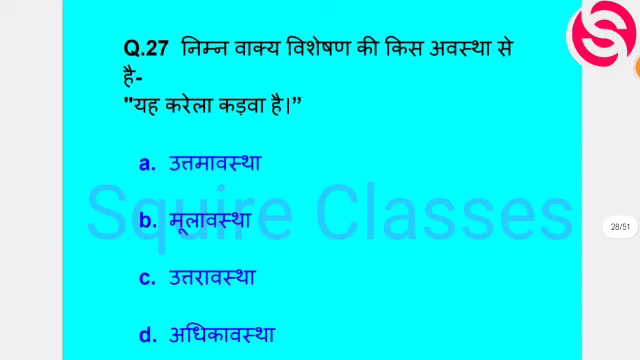 Q.27 निम्न वाक्य विशेषण की किस अवस्था से
है-
"यह करेला कड़वा है।”
a. उत्तमावस्था
b. मूलावस्था
Squire Classes
c. उत्तरावस्था
d. अधिकावस्था
28/51